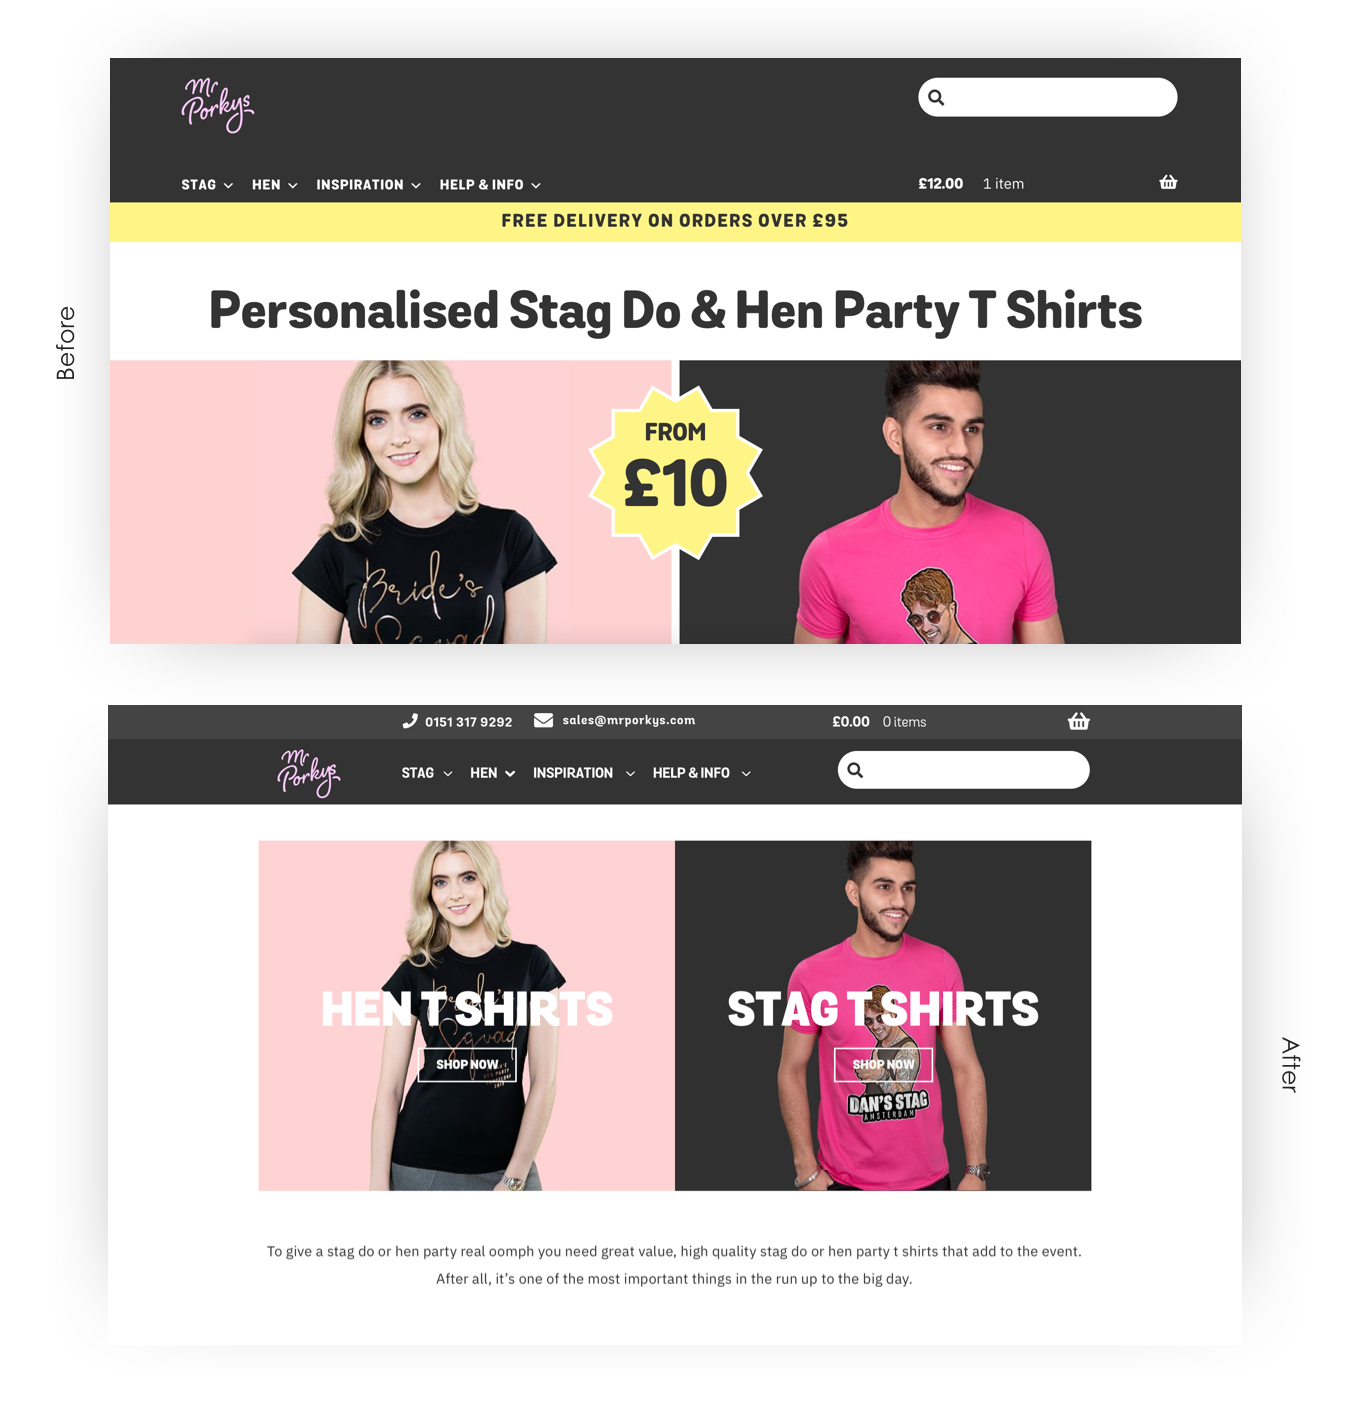 Before
Mr
Porkys
STAG HEN INSPIRATION HELP & INFO
£12.00 1 item
FREE DELIVERY ON ORDERS OVER £95
Personalised Stag Do & Hen Party T Shirts
FROM
£10
Bride's
Squad
0151 317 9292 sales@mrporkys.com £0.00 0 items
Mr
Porkys
STAG HEN INSPIRATION HELP & INFO
HEN T SHIRTS
SHOP NOW
Squad
STAG T SHIRTS
SHOP NOW
DAN'S STAG
AMSTERDAM
To give a stag do or hen party real oomph you need great value, high quality stag do or hen party t shirts that add to the event.
After all, it's one of the most important things in the run up to the big day.
After